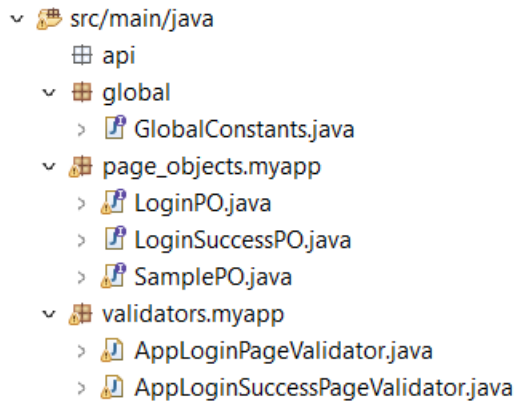 src/main/java
api
global
GlobalConstants.java
page_objects.myapp
LoginPO.java
LoginSuccessPO.java
SamplePO.java
validators.myapp
AppLoginPageValidator.java
AppLoginSuccessPageValidator.java